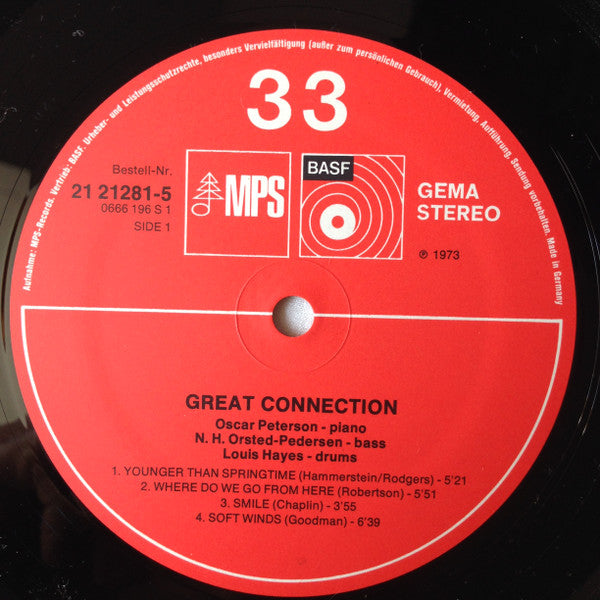 Aufnahme: MPS-Records. Vertrieb: BASF. Urheber- und Leistungsschutzrechte, besonders Vervielfältigung (außer zum persönlichen Gebrauch), Vermietung, Aufführung, Sendung vorbehalten. Made in Germany
33
Bestell-Nr.
21 21281-5
0666 196 S 1
SIDE 1
MPS
BASF
GEMA
STEREO
℗ 1973
GREAT CONNECTION
Oscar Peterson - piano
N. H. Orsted-Pedersen - bass
Louis Hayes - drums
1. YOUNGER THAN SPRINGTIME (Hammerstein/Rodgers) - 5'21
2. WHERE DO WE GO FROM HERE (Robertson) - 5'51
3. SMILE (Chaplin) - 3'55
4. SOFT WINDS (Goodman) - 6'39